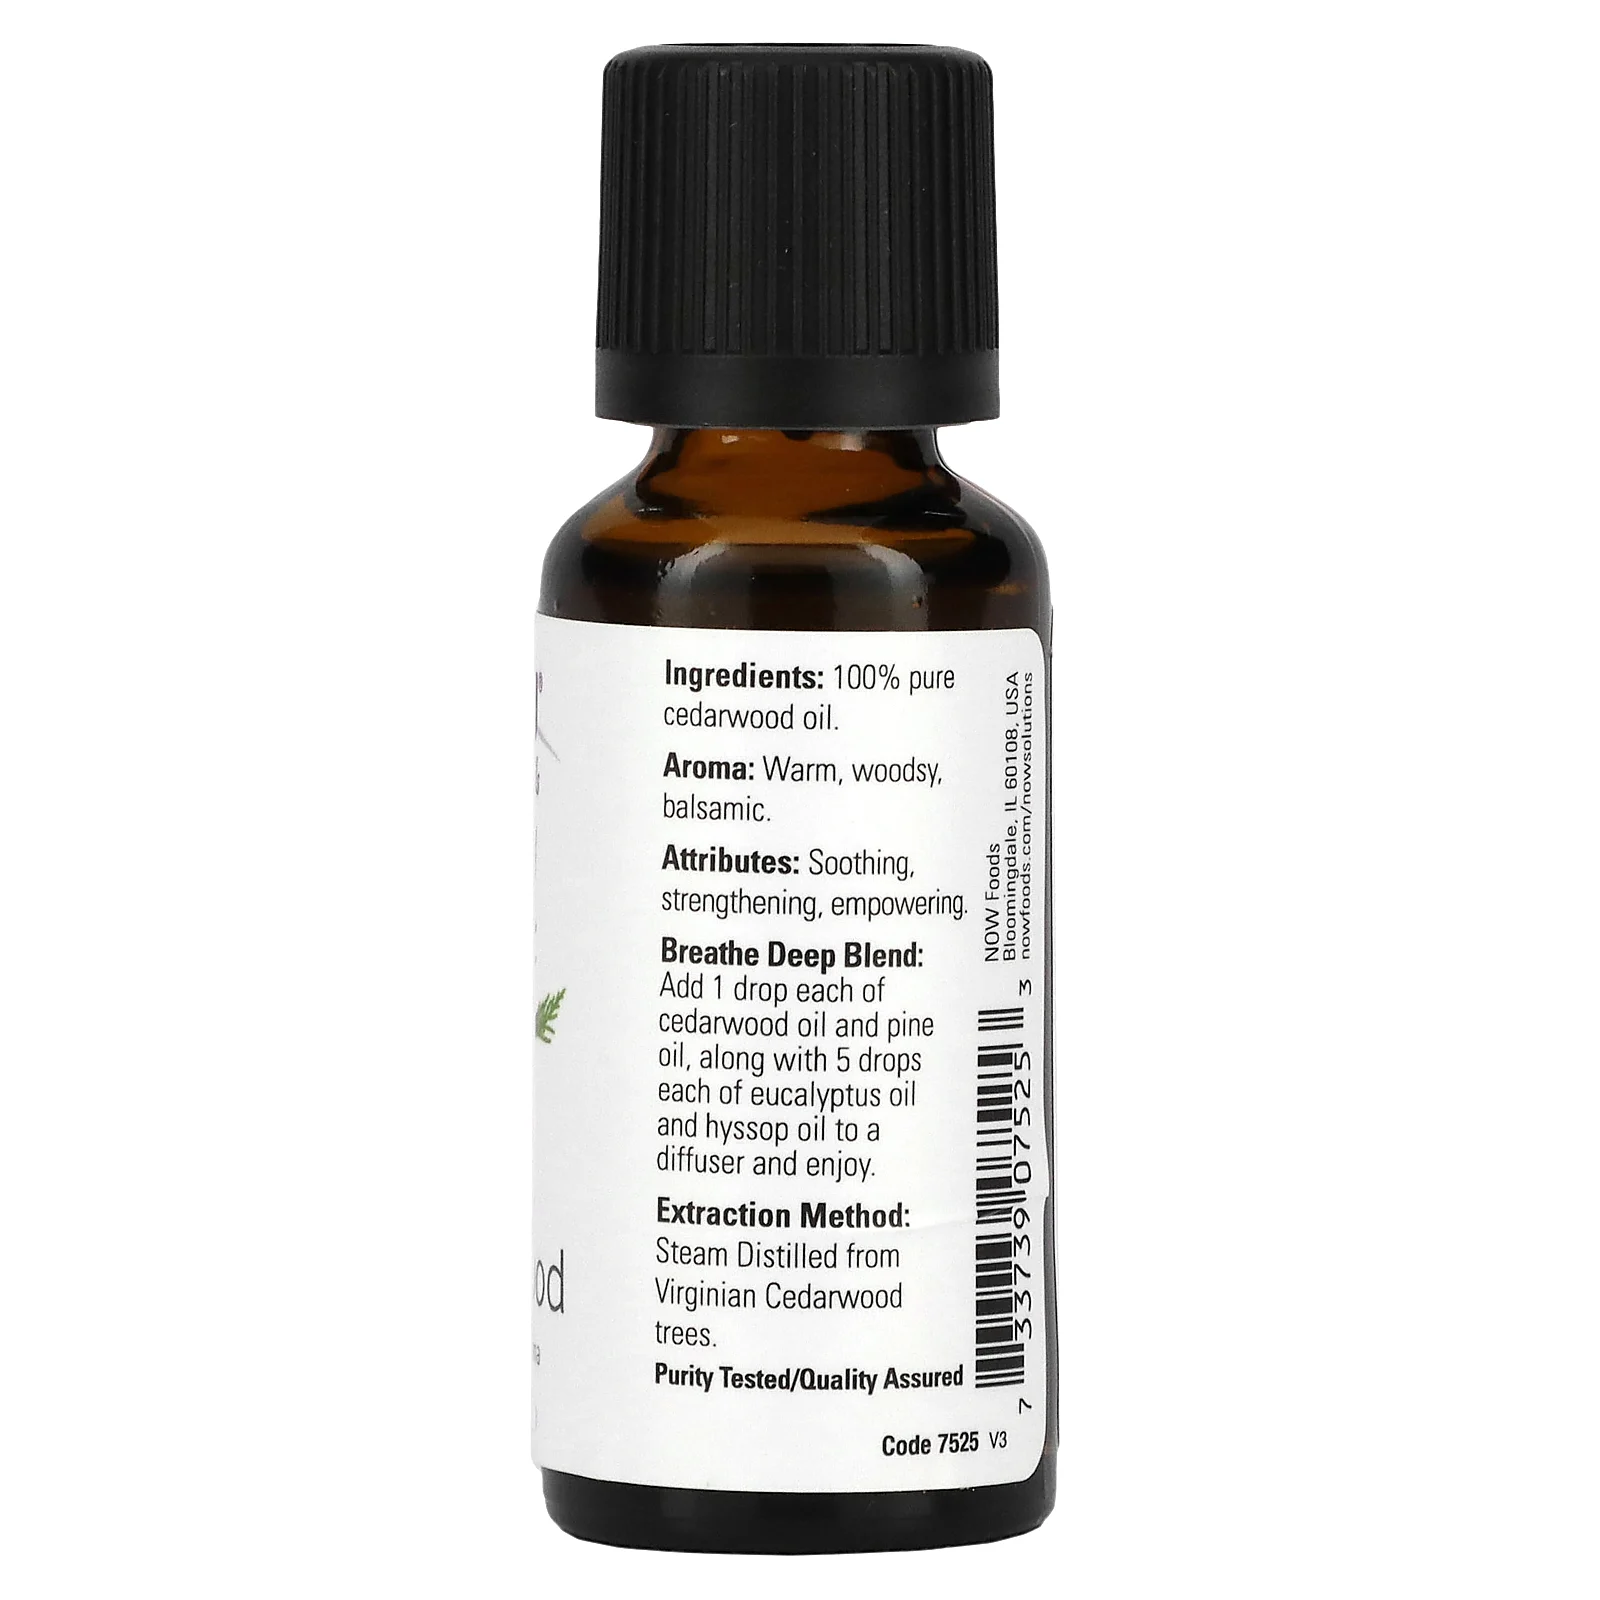 Ingredients: 100% pure
cedarwood oil.
Aroma: Warm, woodsy,
balsamic.
Attributes: Soothing,
strengthening, empowering.
Breathe Deep Blend:
Add 1 drop each of
cedarwood oil and pine
oil, along with 5 drops
each of eucalyptus oil
and hyssop oil to a
diffuser and enjoy.
Extraction Method:
Steam Distilled from
Virginian Cedarwood
trees.
Purity Tested/Quality Assured
Code 7525 V3
NOW Foods
Bloomingdale, IL 60108, USA
nowfoods.com/nowsolutions
7 33739 07525 3
od